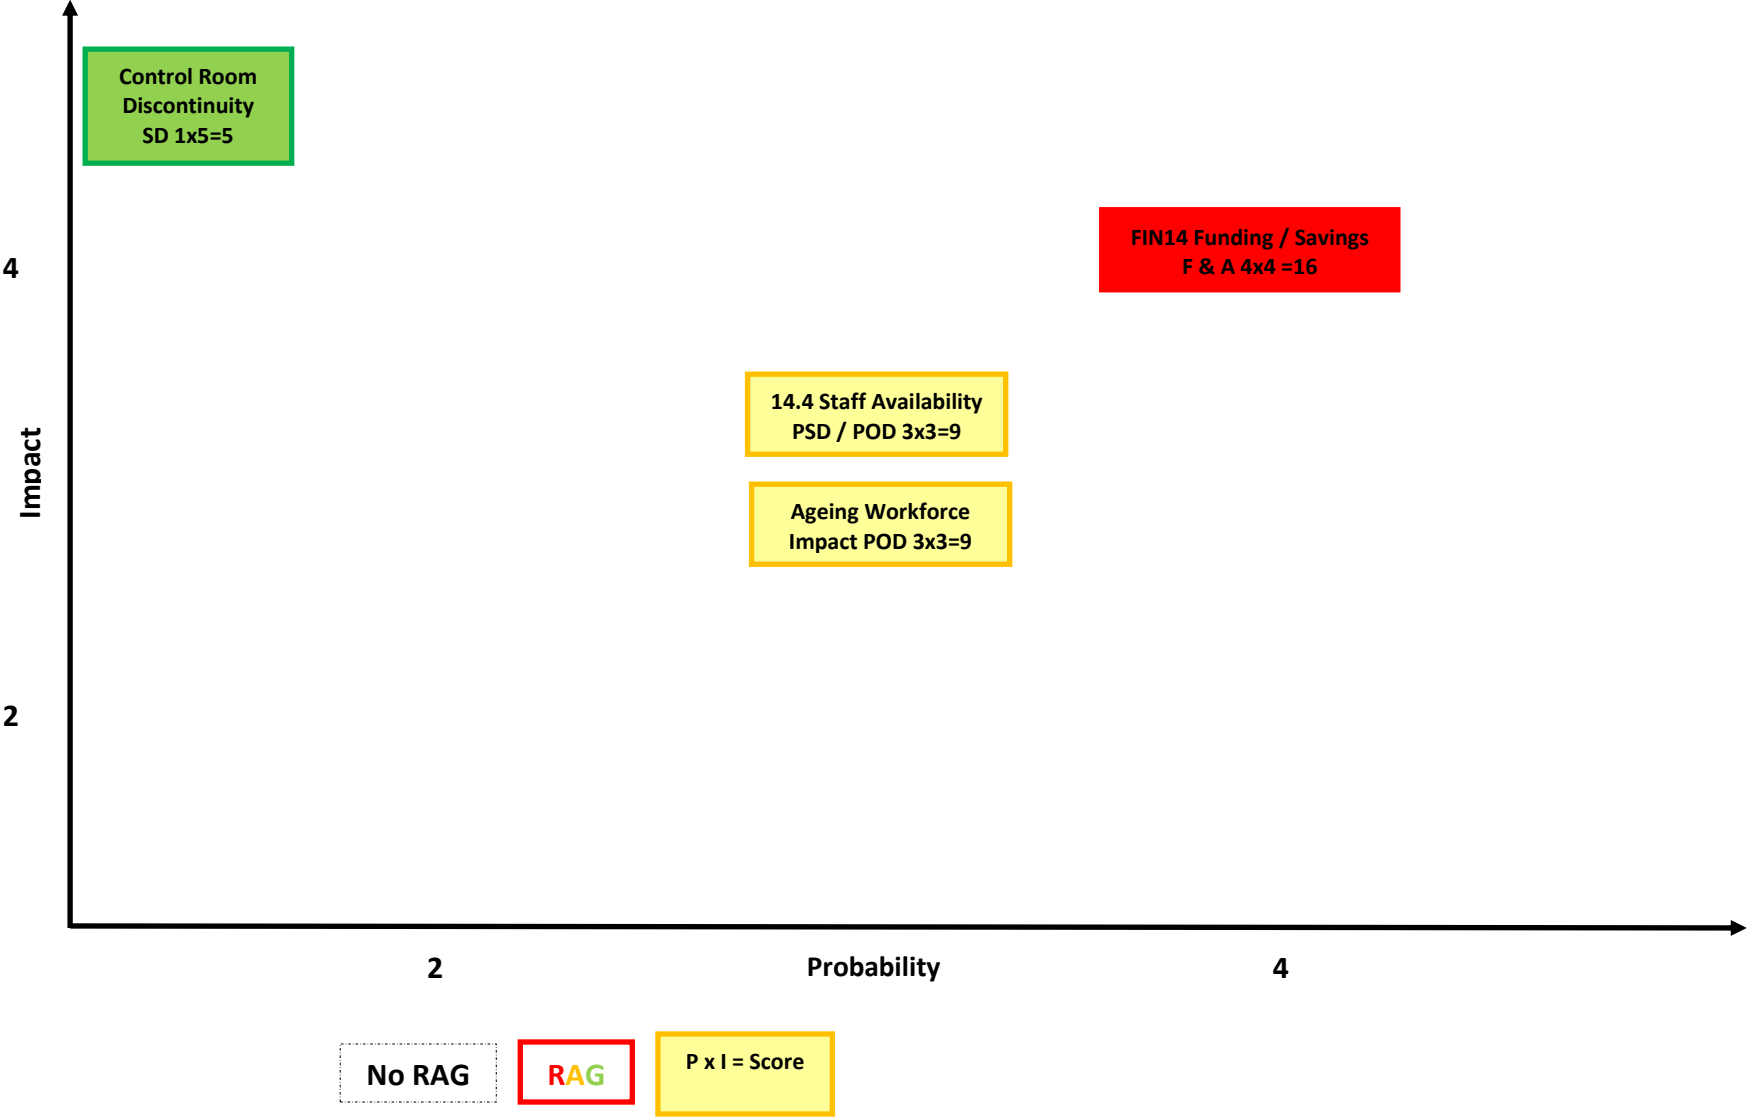 Control Room
Discontinuity
SD 1x5=5
FIN14 Funding / Savings
F & A 4x4 =16
4
14.4 Staff Availability
PSD / POD 3x3=9
Impact
Ageing Workforce
Impact POD 3x3=9
2
2
Probability
4
No RAG
RAG
P x I = Score